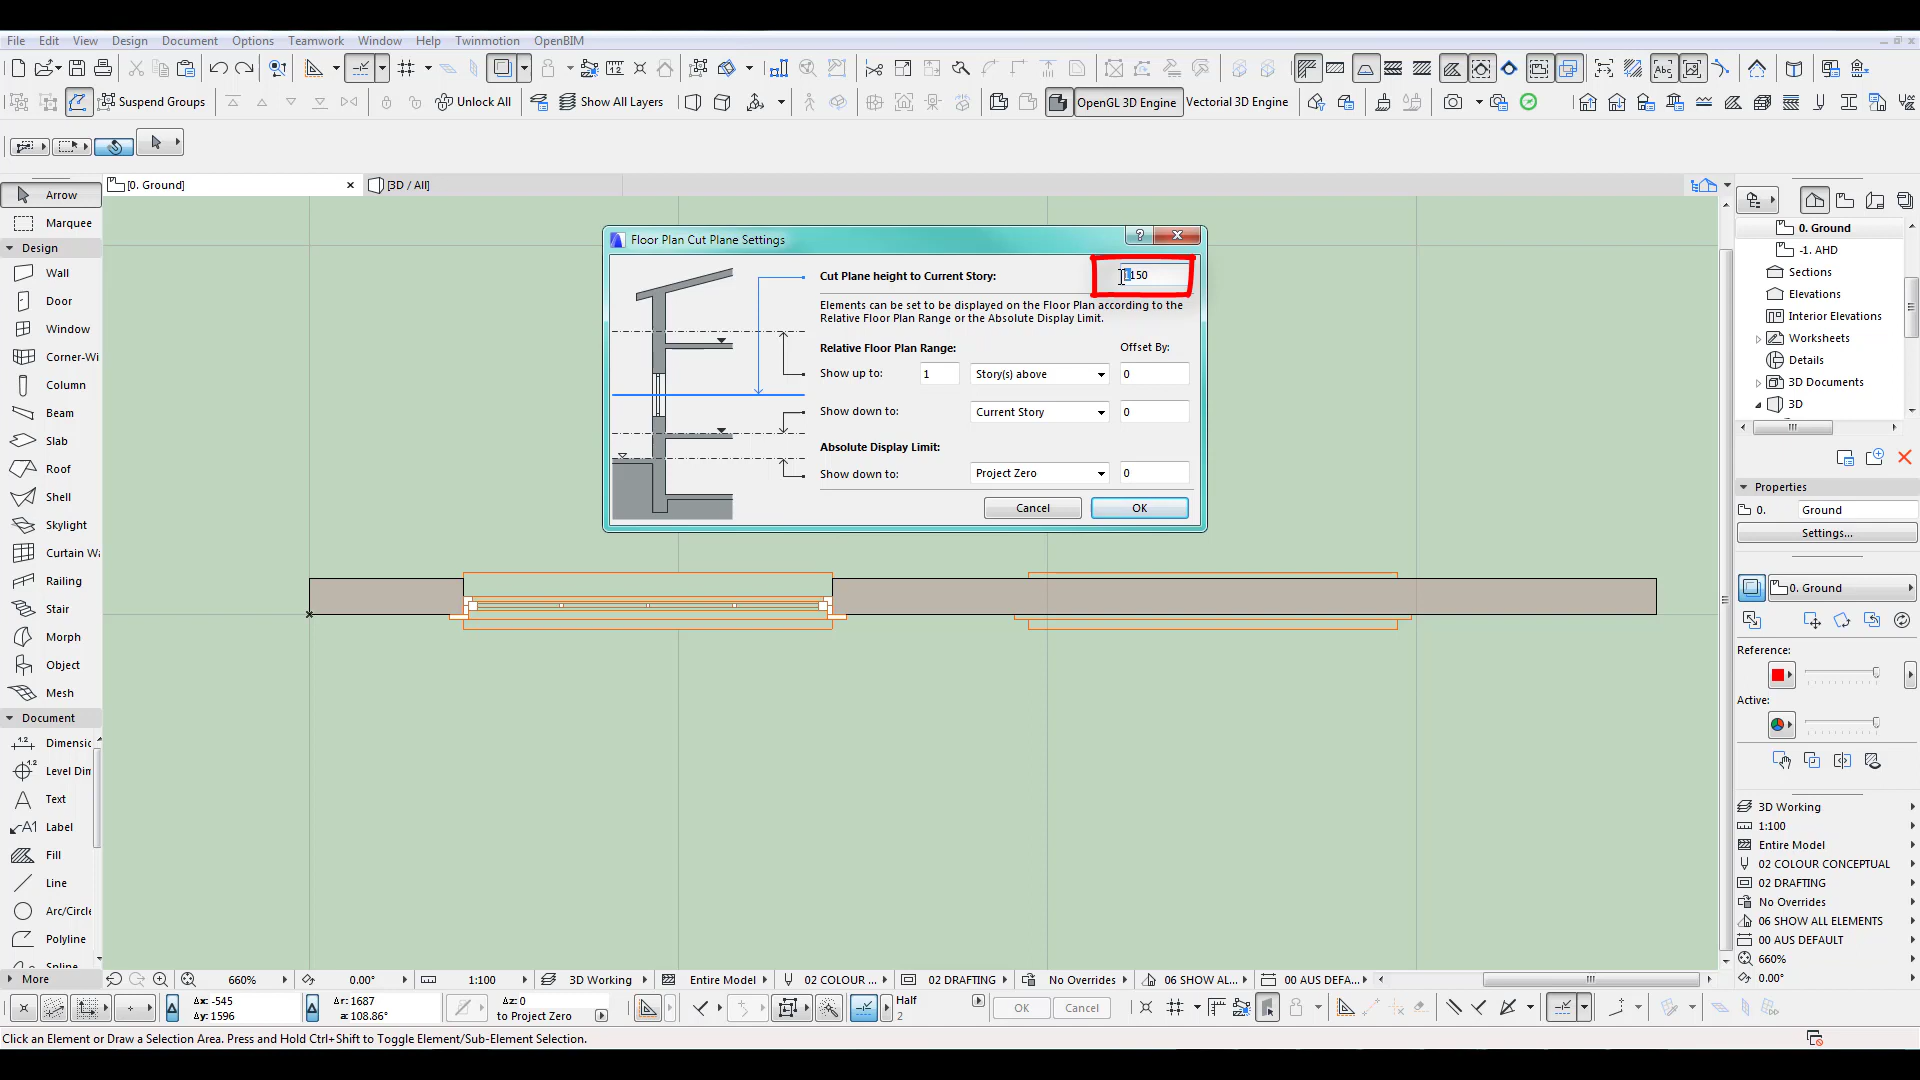 File Edit View Design Document Options Teamwork Window Help Twinmotion OpenBIM
Suspend Groups Unlock All Show All Layers OpenGL 3D Engine Vectorial 3D Engine
[0. Ground] [3D / All]
Arrow
Marquee
Design
Wall
Door
Window
Corner-Wi
Column
Beam
Slab
Roof
Shell
Skylight
Curtain Wa
Railing
Stair
Morph
Object
Mesh
Document
Dimensic
Level Dim
Text
Label
Fill
Line
Arc/Circle
Polyline
Spline
More
Floor Plan Cut Plane Settings
Cut Plane height to Current Story: 1150
Elements can be set to be displayed on the Floor Plan according to the
Relative Floor Plan Range or the Absolute Display Limit.
Relative Floor Plan Range: Offset By:
Show up to: 1 Story(s) above 0
Show down to: Current Story 0
Absolute Display Limit:
Show down to: Project Zero 0
Cancel OK
0. Ground
-1. AHD
Sections
Elevations
Interior Elevations
Worksheets
Details
3D Documents
3D
Properties
0. Ground
Settings...
0. Ground
Reference:
Active:
3D Working
1:100
Entire Model
02 COLOUR CONCEPTUAL
02 DRAFTING
No Overrides
06 SHOW ALL ELEMENTS
00 AUS DEFAULT
660%
0.00°
660% 0.00° 1:100 3D Working Entire Model 02 COLOUR ... 02 DRAFTING No Overrides 06 SHOW AL... 00 AUS DEFA...
Δx: -545 Δr: 1687 Δz: 0 Half
Δy: 1596 a: 108.86° to Project Zero 2
OK Cancel
Click an Element or Draw a Selection Area. Press and Hold Ctrl+Shift to Toggle Element/Sub-Element Selection.